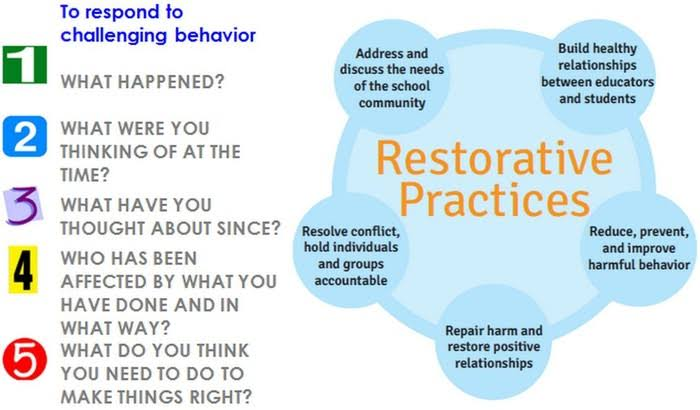 To respond to
challenging behavior
1
WHAT HAPPENED?
2
WHAT WERE YOU
THINKING OF AT THE
TIME?
3
WHAT HAVE YOU
THOUGHT ABOUT SINCE?
4
WHO HAS BEEN
AFFECTED BY WHAT YOU
HAVE DONE AND IN
WHAT WAY?
5
WHAT DO YOU THINK
YOU NEED TO DO TO
MAKE THINGS RIGHT?
Restorative
Practices
Address and
discuss the needs
of the school
community
Build healthy
relationships
between educators
and students
Reduce, prevent,
and improve
harmful behavior
Repair harm and
restore positive
relationships
Resolve conflict,
hold individuals
and groups
accountable